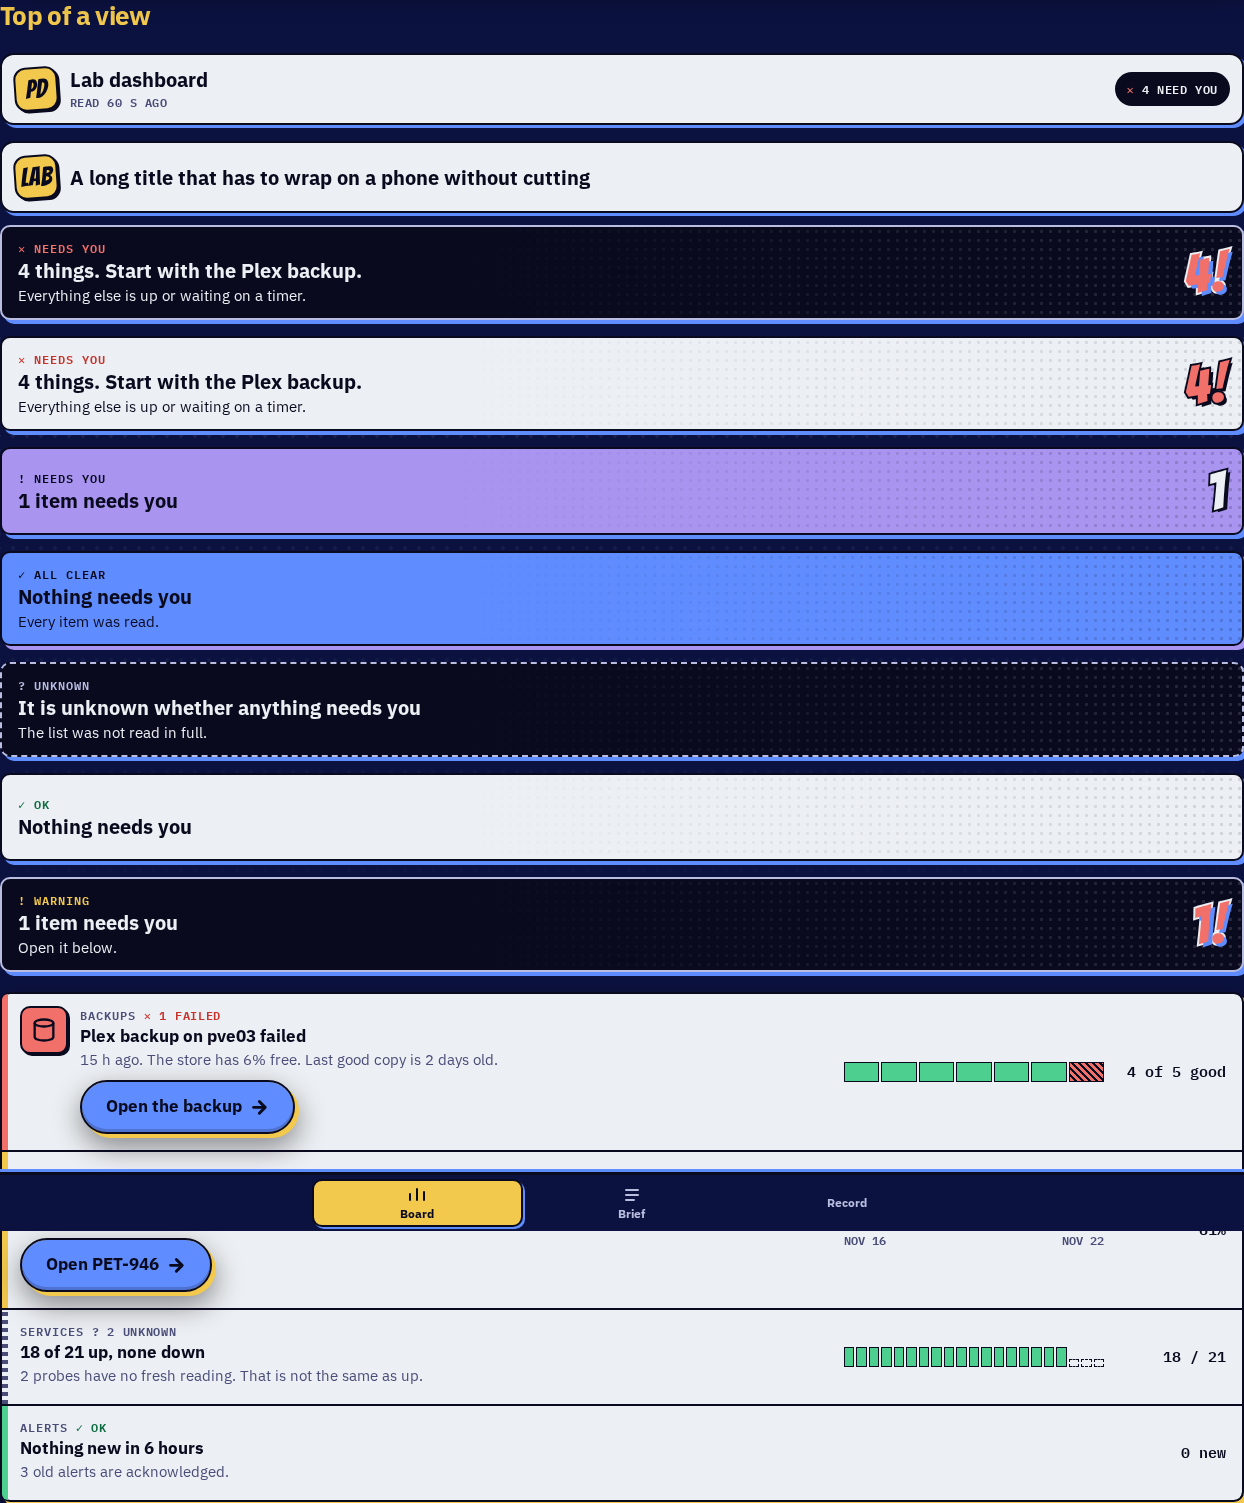 Top of a view
PD
Lab dashboard
READ 60 S AGO
✕ 4 NEED YOU
LAB
A long title that has to wrap on a phone without cutting
✕ NEEDS YOU
4 things. Start with the Plex backup.
Everything else is up or waiting on a timer.
4!
✕ NEEDS YOU
4 things. Start with the Plex backup.
Everything else is up or waiting on a timer.
4!
! NEEDS YOU
1 item needs you
1
✓ ALL CLEAR
Nothing needs you
Every item was read.
? UNKNOWN
It is unknown whether anything needs you
The list was not read in full.
✓ OK
Nothing needs you
! WARNING
1 item needs you
Open it below.
1!
BACKUPS ✕ 1 FAILED
Plex backup on pve03 failed
15 h ago. The store has 6% free. Last good copy is 2 days old.
4 of 5 good
Open the backup →
Board
Brief
Record
NOV 16
NOV 22
Open PET-946 →
SERVICES ? 2 UNKNOWN
18 of 21 up, none down
2 probes have no fresh reading. That is not the same as up.
18 / 21
ALERTS ✓ OK
Nothing new in 6 hours
3 old alerts are acknowledged.
0 new